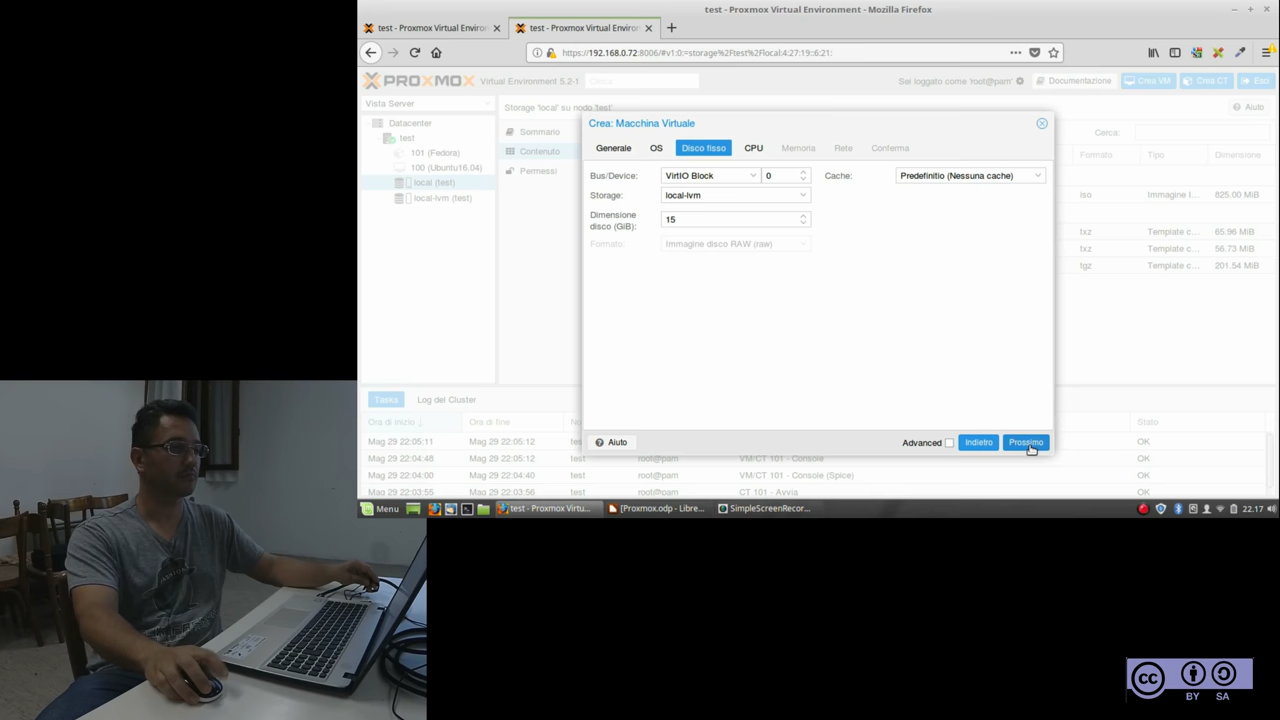 test - Proxmox Virtual Environment - Mozilla Firefox
test - Proxmox Virtual Environ
test - Proxmox Virtual Environ
https://192.168.0.72:8006/#v1:0:=storage%2Ftest%2Flocal:4:27:19::6:21:
PROXMOX Virtual Environment 5.2-1 Cerca Sei loggato come 'root@pam' Documentazione Crea VM Crea CT Esci
Vista Server
Storage 'local' su nodo 'test' Aiuto
Datacenter
test
101 (Fedora)
100 (Ubuntu16.04)
local (test)
local-lvm (test)
Sommario
Contenuto
Permessi
Cerca:
Formato Tipo Dimensione
iso Immagine I... 825.00 MiB
txz Template c... 65.96 MiB
txz Template c... 56.73 MiB
tgz Template c... 201.54 MiB
Crea: Macchina Virtuale
Generale OS Disco fisso CPU Memoria Rete Conferma
Bus/Device: VirtIO Block 0 Cache: Predefinitio (Nessuna cache)
Storage: local-lvm
Dimensione disco (GiB): 15
Formato: Immagine disco RAW (raw)
Aiuto Advanced Indietro Prossimo
Tasks Log del Cluster
Ora di inizio ↓ Ora di fine No Stato
Mag 29 22:05:11 Mag 29 22:05:12 test OK
Mag 29 22:04:48 Mag 29 22:05:12 test root@pam VM/CT 101 - Console OK
Mag 29 22:04:00 Mag 29 22:04:40 test root@pam VM/CT 101 - Console (Spice) OK
Mag 29 22:03:55 Mag 29 22:03:56 test root@pam CT 101 - Avvia OK
Menu test - Proxmox Virtu... [Proxmox.odp - Libre... SimpleScreenRecor... 22.17
cc
BY SA